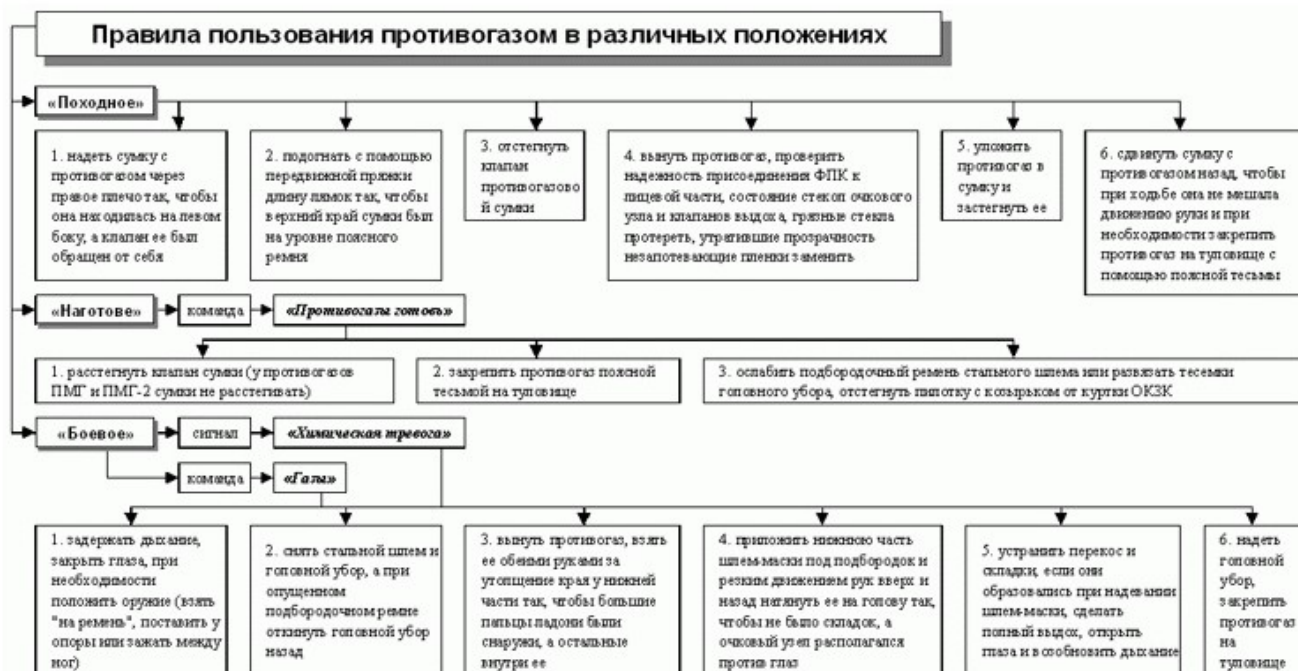 Правила пользования противогазом в различных положениях
«Походное»
1. надеть сумку с
противогазом через
правое плечо так, чтобы
она находилась на левом
боку, а клапан ее был
обращен от себя
2. подогнать с помощью
передвижной пряжки
длину лямок так, чтобы
верхний край сумки был
на уровне поясного
ремня
3. отстегнуть
клапан
противогазово
й сумки
4. вынуть противогаз, проверить
надежность присоединения ФПК к
лицевой части, состояние стекол очкового
узла и клапанов выдоха, грязные стекла
протереть, утратившие прозрачность
незапотевающие пленки заменить
5. уложить
противогаз в
сумку и
застегнуть ее
6. сдвинуть сумку с
противогазом назад, чтобы
при ходьбе она не мешала
движению руки и при
необходимости закрепить
противогаз на туловище с
помощью поясной тесьмы
«Наготове»
команда
«Противогазы готовь»
1. расстегнуть клапан сумки (у противогазов
ПМГ и ПМГ-2 сумки не расстегивать)
2. закрепить противогаз поясной
тесьмой на туловище
3. ослабить подбородочный ремень стального шлема или развязать тесемки
головного убора, отстегнуть пилотку с козырьком от куртки ОКЗК
«Боевое»
сигнал
«Химическая тревога»
команда
«Газы»
1. задержать дыхание,
закрыть глаза, при
необходимости
положить оружие (взять
"на ремень", поставить у
опоры или зажать между
ног)
2. снять стальной шлем и
головной убор, а при
опущенном
подбородочном ремне
откинуть головной убор
назад
3. вынуть противогаз, взять
ее обеими руками за
утолщение края у нижней
части так, чтобы большие
пальцы ладони были
снаружи, а остальные
внутри ее
4. приложить нижнюю часть
шлем-маски под подбородок и
резким движением рук вверх и
назад натянуть ее на голову так,
чтобы не было складок, а
очковый узел располагался
против глаз
5. устранить перекос и
складки, если они
образовались при надевании
шлем-маски, сделать
полный выдох, открыть
глаза и возобновить дыхание
6. надеть
головной
убор,
закрепить
противогаз
на
туловище